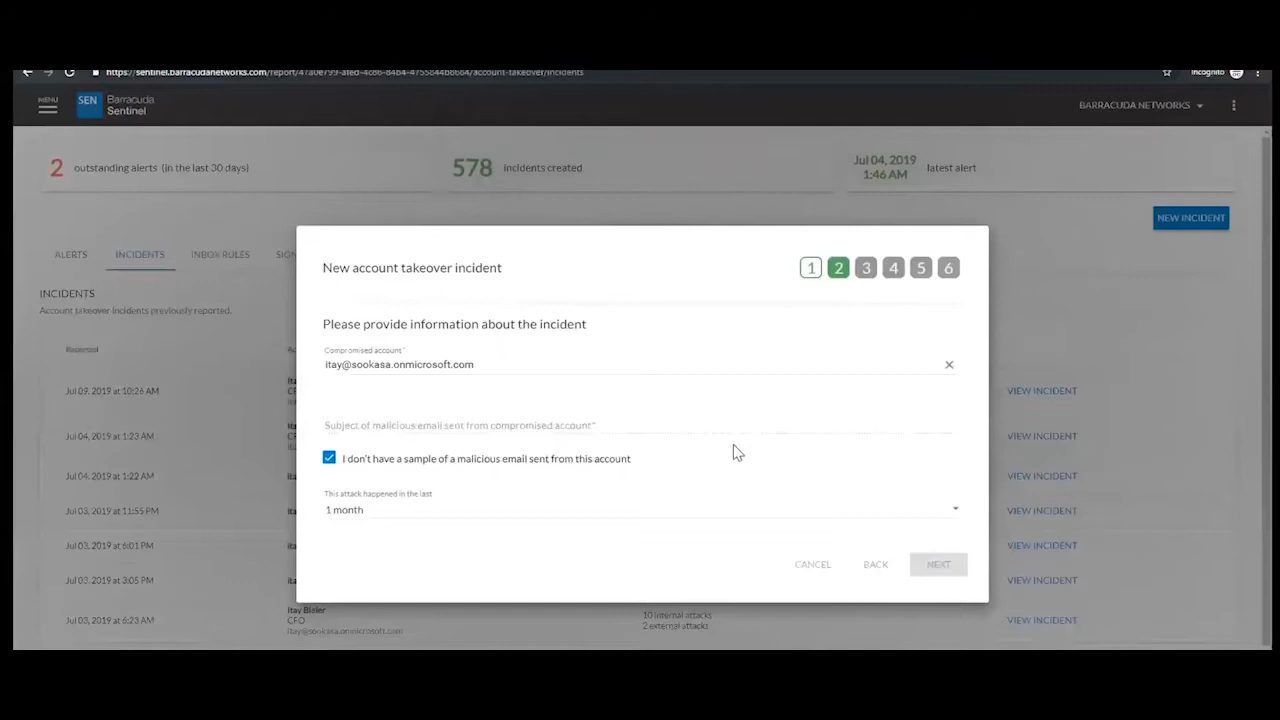 https://sentinel.barracudanetworks.com/report/
/account-takeover/incidents
Incognito
MENU
SEN
Barracuda
Sentinel
BARRACUDA NETWORKS
2 outstanding alerts (in the last 30 days)
578 incidents created
Jul 04, 2019
1:46 AM
latest alert
NEW INCIDENT
ALERTS
INCIDENTS
INBOX RULES
SIGN
INCIDENTS
Account takeover incidents previously reported.
New account takeover incident
1 2 3 4 5 6
Please provide information about the incident
Compromised account*
itay@sookasa.onmicrosoft.com
Subject of malicious email sent from compromised account*
I don't have a sample of a malicious email sent from this account
This attack happened in the last
1 month
CANCEL
BACK
NEXT
Jul 09, 2019 at 10:26 AM
VIEW INCIDENT
Jul 04, 2019 at 1:23 AM
VIEW INCIDENT
Jul 04, 2019 at 1:22 AM
VIEW INCIDENT
Jul 03, 2019 at 11:55 PM
VIEW INCIDENT
Jul 03, 2019 at 6:01 PM
VIEW INCIDENT
Jul 03, 2019 at 3:05 PM
VIEW INCIDENT
Jul 03, 2019 at 6:23 AM
Itay Bleier
CFO
itay@sookasa.onmicrosoft.com
10 internal attacks
2 external attacks
VIEW INCIDENT